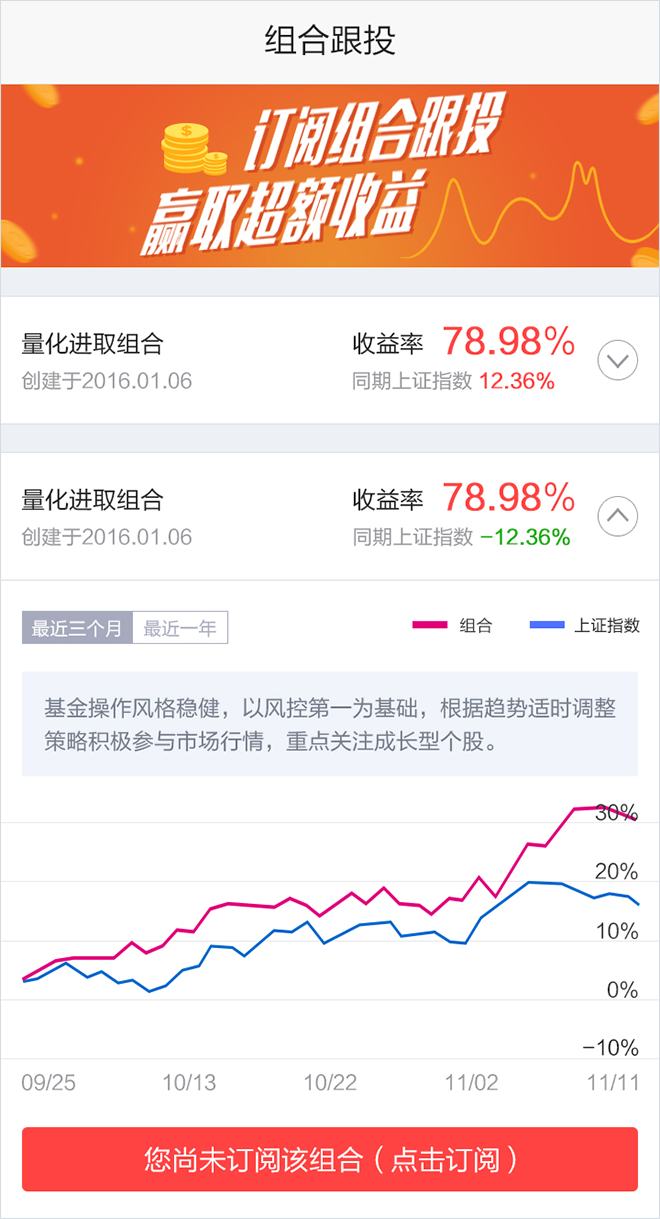 组合跟投
订阅组合跟投
赢取超额收益
量化进取组合 收益率 78.98%
创建于2016.01.06 同期上证指数 12.36%
量化进取组合 收益率 78.98%
创建于2016.01.06 同期上证指数 -12.36%
最近三个月 最近一年 组合 上证指数
基金操作风格稳健，以风控第一为基础，根据趋势适时调整
策略积极参与市场行情，重点关注成长型个股。
30%
20%
10%
0%
-10%
09/25 10/13 10/22 11/02 11/11
您尚未订阅该组合（点击订阅）